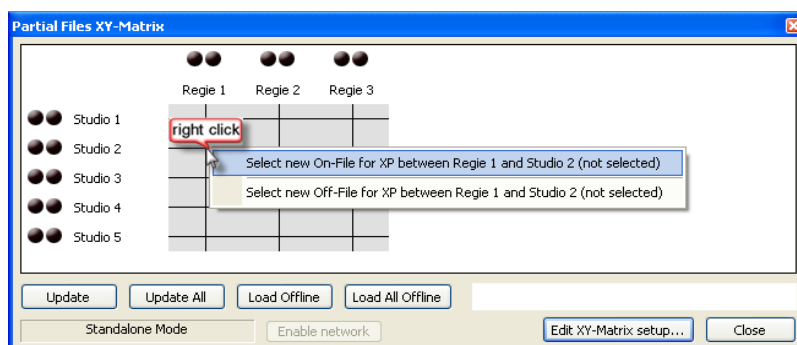 Partial Files XY-Matrix
Regie 1 Regie 2 Regie 3
Studio 1
right click
Studio 2
Select new On-File for XP between Regie 1 and Studio 2 (not selected)
Studio 3
Select new Off-File for XP between Regie 1 and Studio 2 (not selected)
Studio 4
Studio 5
Update Update All Load Offline Load All Offline
Standalone Mode Enable network Edit XY-Matrix setup... Close